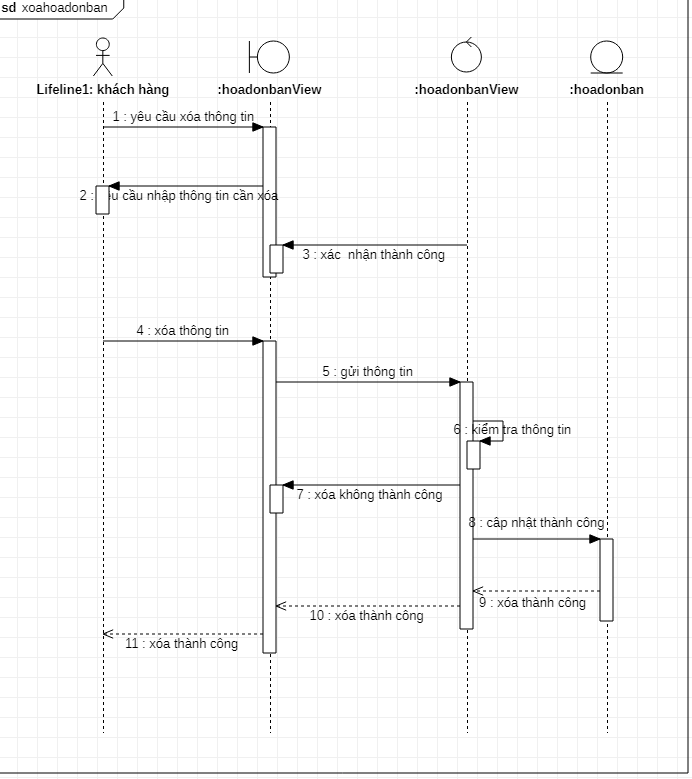 sd xoahoadonban
Lifeline1: khách hàng
:hoadonbanView
:hoadonbanView
:hoadonban
1 : yêu cầu xóa thông tin
2 : u cầu nhập thông tin cần xóa
3 : xác nhận thành công
4 : xóa thông tin
5 : gửi thông tin
6 : kiểm tra thông tin
7 : xóa không thành công
8 : câp nhật thành công
9 : xóa thành công
10 : xóa thành công
11 : xóa thành công